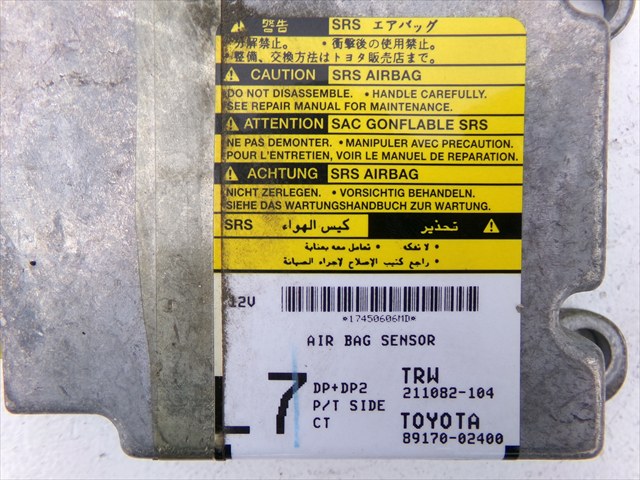 警告 SRS エアバッグ
分解禁止。 • 衝撃後の使用禁止。
• 整備、交換方法はトヨタ販売店まで。
CAUTION SRS AIRBAG
DO NOT DISASSEMBLE. • HANDLE CAREFULLY.
SEE REPAIR MANUAL FOR MAINTENANCE.
ATTENTION SAC GONFLABLE SRS
NE PAS DEMONTER. • MANIPULER AVEC PRECAUTION.
POUR L'ENTRETIEN, VOIR LE MANUEL DE REPARATION.
ACHTUNG SRS AIRBAG
NICHT ZERLEGEN. • VORSICHTIG BEHANDELN.
SIEHE DAS WARTUNGSHANDBUCH ZUR WARTUNG.
تحذير كيس الهواء SRS
• لا تفكه • تعامل معه بعناية
• راجع كتيب الإصلاح لاجراء الصيانة
12V
*17450606MD*
AIR BAG SENSOR
7
DP+DP2
P/T SIDE
CT
TRW
211082-104
TOYOTA
89170-02400